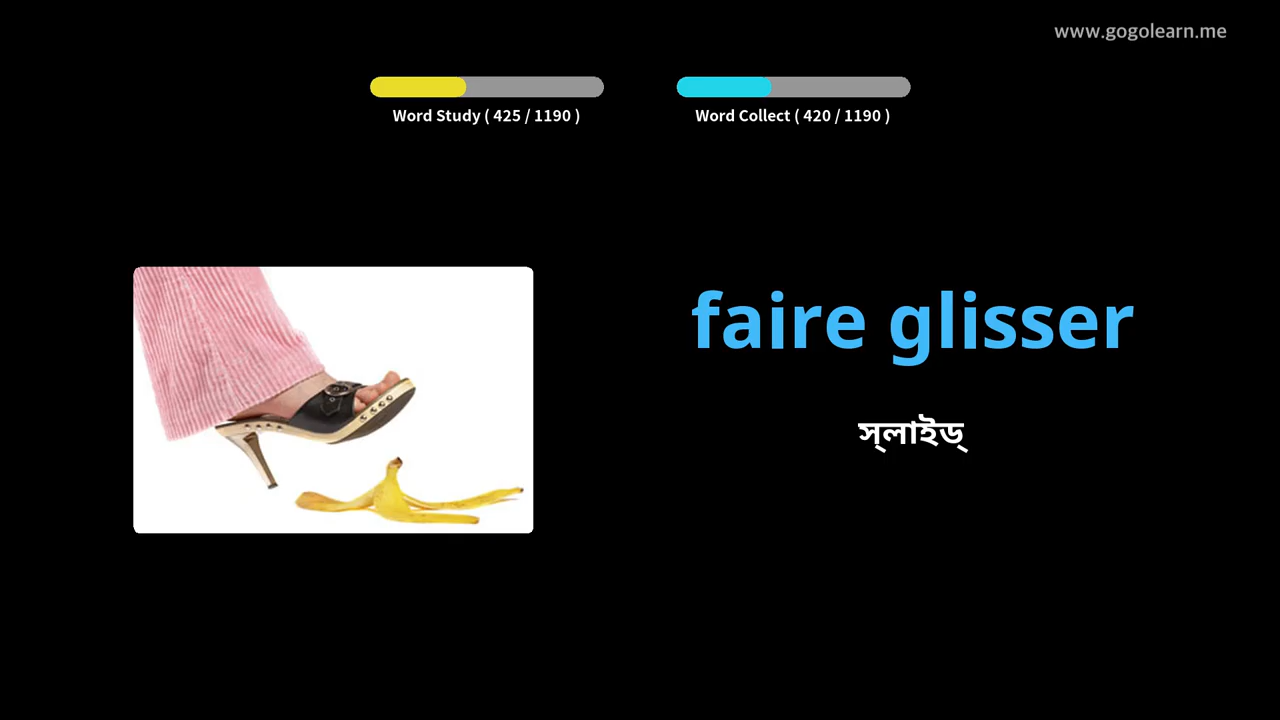 www.gogolearn.me
Word Study ( 425 / 1190 )
Word Collect ( 420 / 1190 )
faire glisser
স্লাইড্